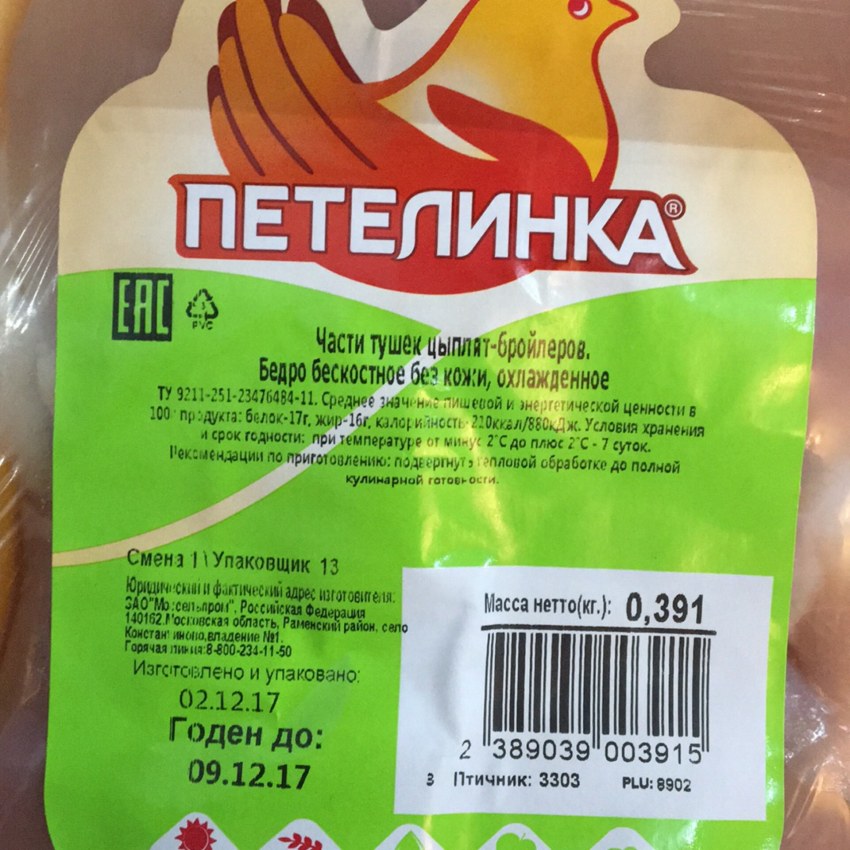 ПЕТЕЛИНКА®
EAC
3
PVC
Части тушек цыплят-бройлеров.
Бедро бескостное без кожи, охлажденное
ТУ 9211-251-23476484-11. Среднее значение пищевой и энергетической ценности в
100 г продукта: белок-17г, жир-16г, калорийность-210ккал/880кДж. Условия хранения
и срок годности: при температуре от минус 2°С до плюс 2°С - 7 суток.
Рекомендации по приготовлению: подвергнуть тепловой обработке до полной
кулинарной готовности.
Смена 1 \ Упаковщик 13
Юридический и фактический адрес изготовителя:
ЗАО"Моссельпром", Российская Федерация
140162,Московская область, Раменский район, село
Константиново,владение №1.
Горячая линия:8-800-234-11-50
Изготовлено и упаковано:
02.12.17
Годен до:
09.12.17
Масса нетто(кг.): 0,391
2 389039 003915
в Птичник: 3303 PLU: 8902